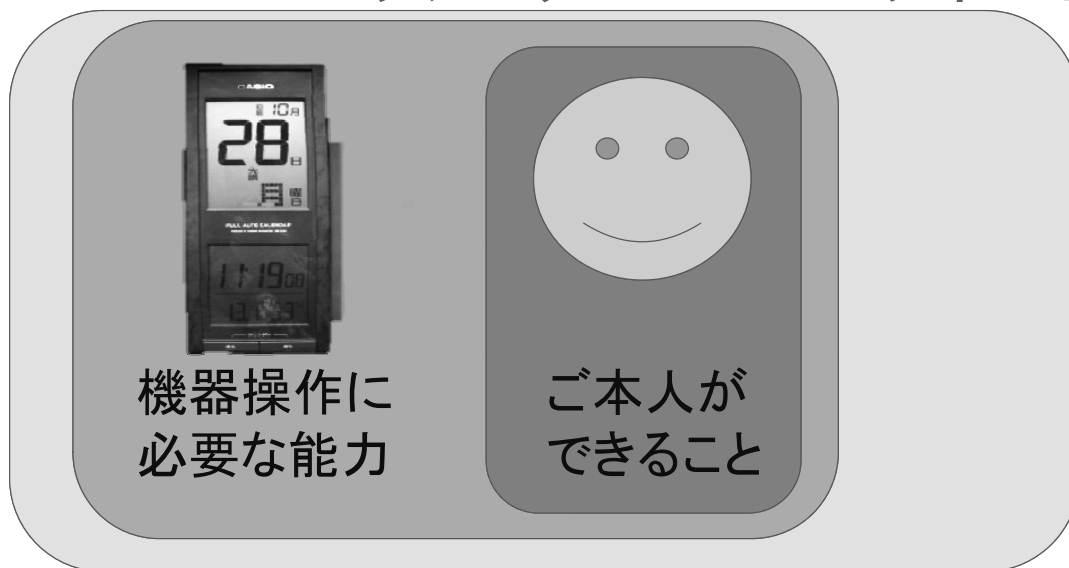 CASIO
10月
28日
月曜日
FULL AUTO CALENDAR
11:19 08
機器操作に
必要な能力
ご本人が
できること